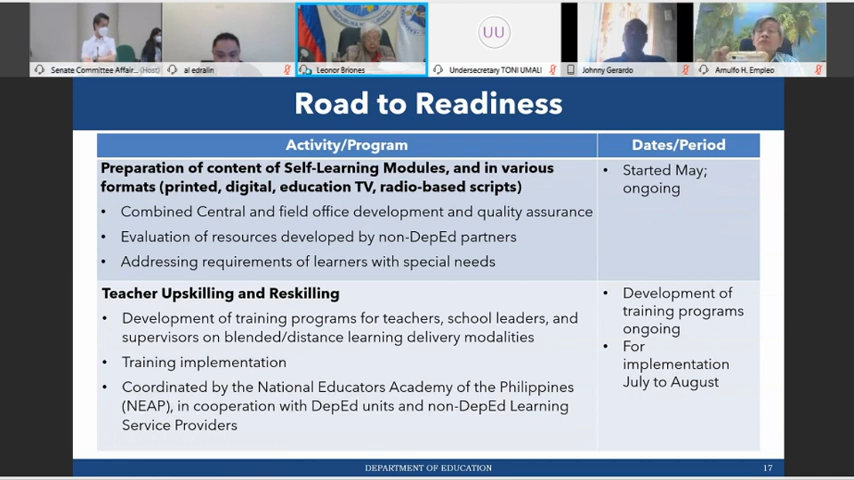 UU
Senate Committee Affair... (Host)
al edralin
Leonor Briones
Undersecretary TONI UMALI
Johnny Gerardo
Arnulfo H. Empleo
Road to Readiness
Activity/Program
Dates/Period
Preparation of content of Self-Learning Modules, and in various
formats (printed, digital, education TV, radio-based scripts)
• Combined Central and field office development and quality assurance
• Evaluation of resources developed by non-DepEd partners
• Addressing requirements of learners with special needs
• Started May;
ongoing
Teacher Upskilling and Reskilling
• Development of training programs for teachers, school leaders, and
supervisors on blended/distance learning delivery modalities
• Training implementation
• Coordinated by the National Educators Academy of the Philippines
(NEAP), in cooperation with DepEd units and non-DepEd Learning
Service Providers
• Development of
training programs
ongoing
• For
implementation
July to August
DEPARTMENT OF EDUCATION
17